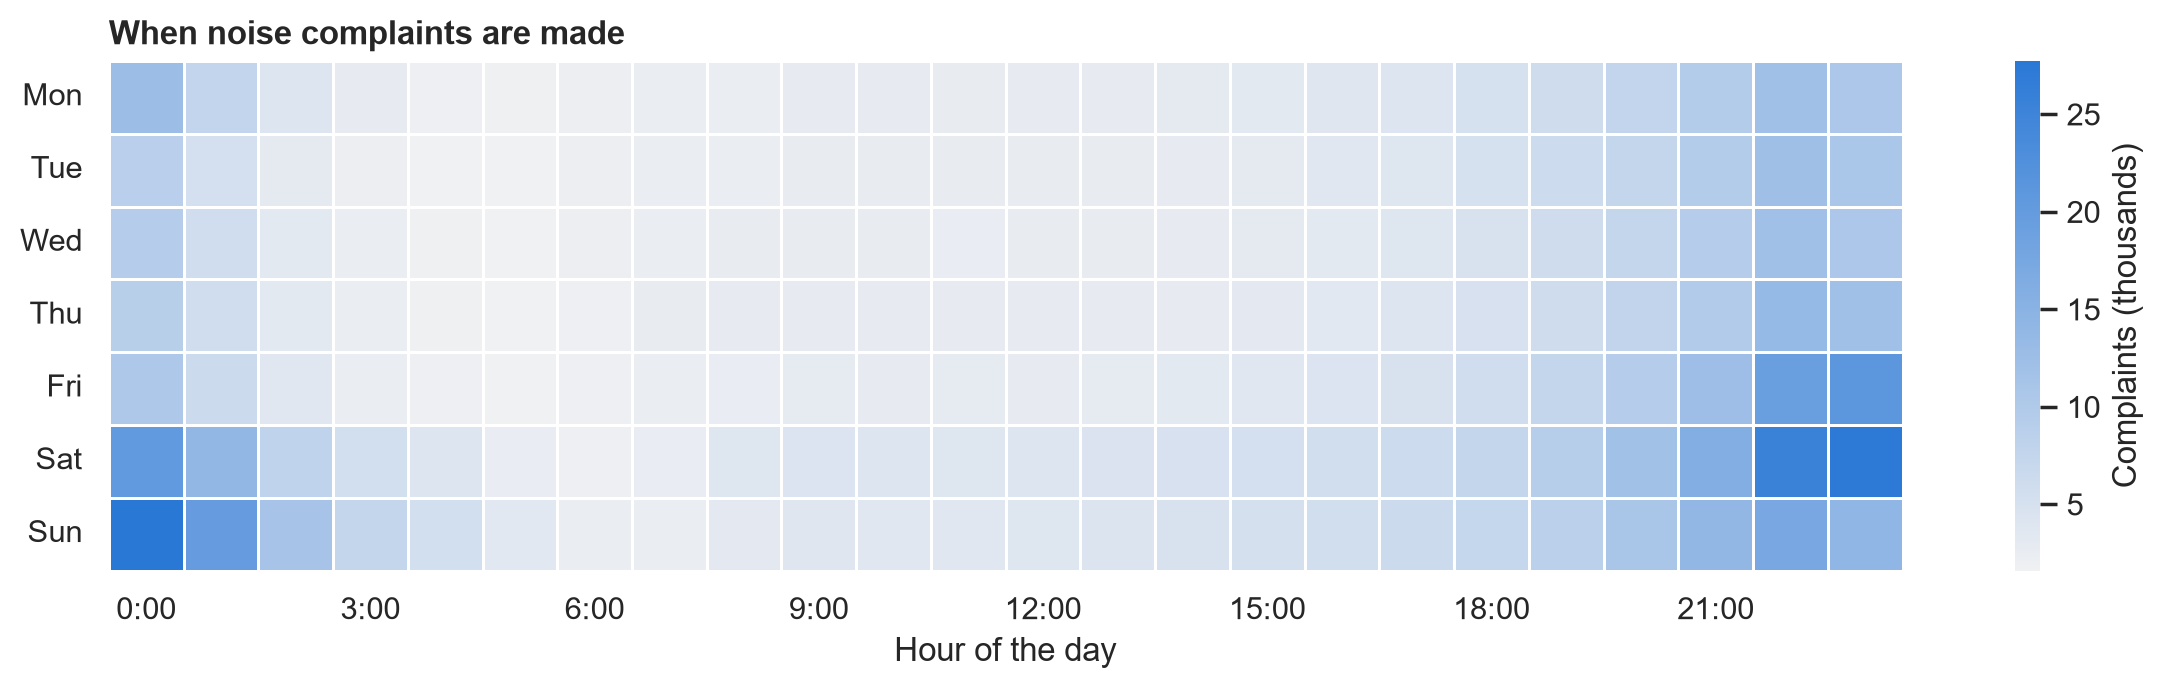 When noise complaints are made
Mon
Tue
Wed
Thu
Fri
Sat
Sun
0:00 3:00 6:00 9:00 12:00 15:00 18:00 21:00
Hour of the day
25
20
15
10
5
Complaints (thousands)